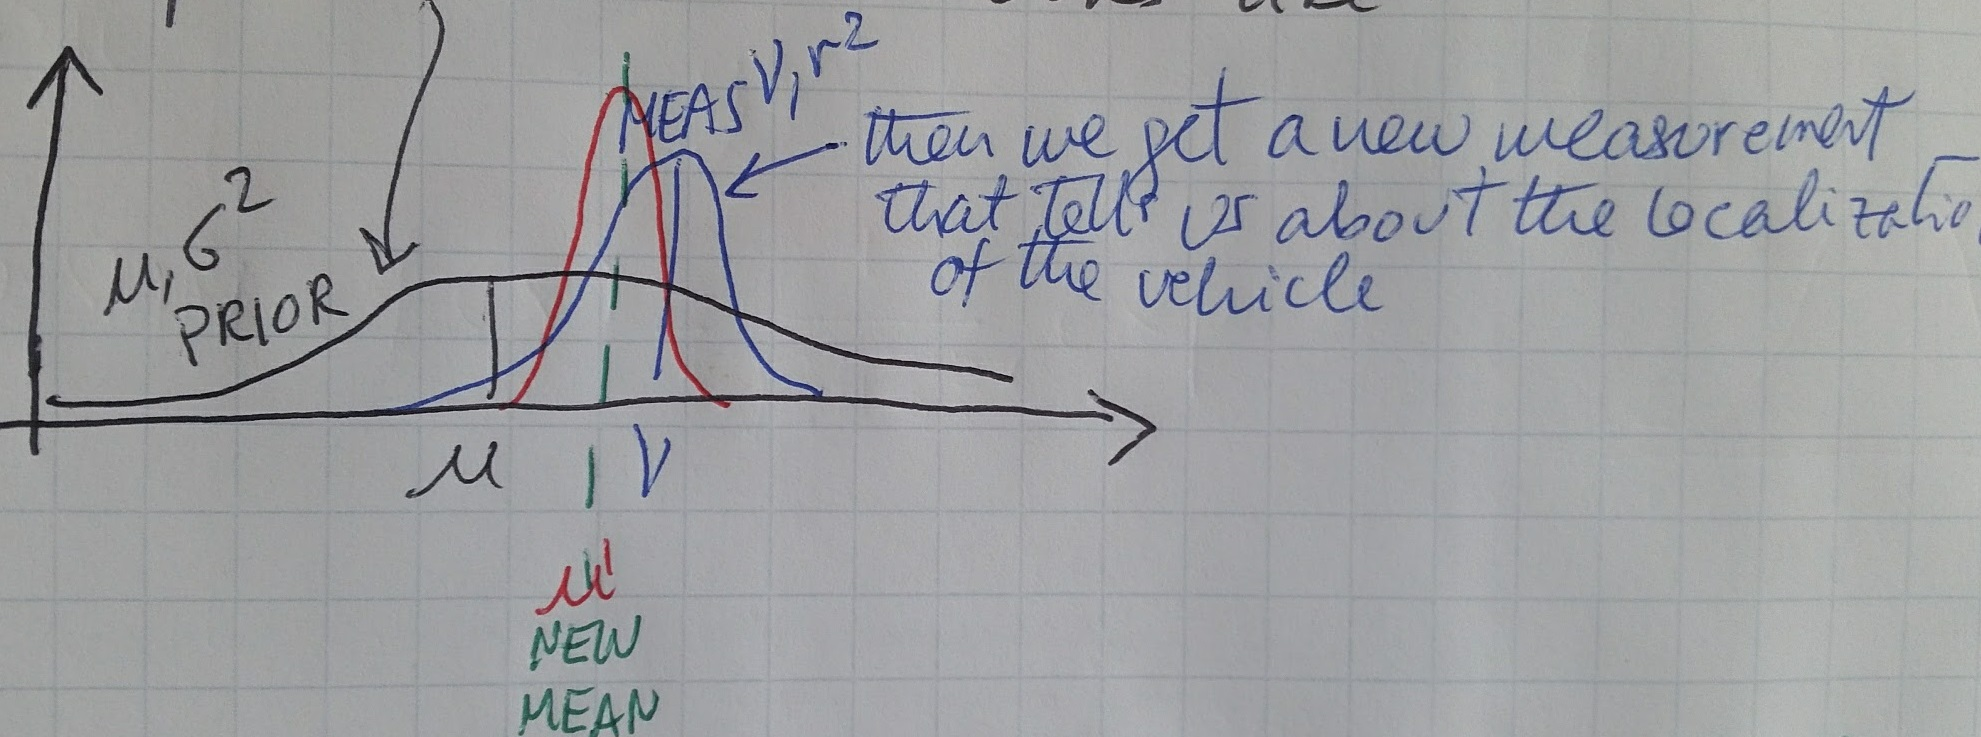 MEAS ν, r²
then we get a new measurement
that tells us about the localizatio
of the vehicle
μ, σ²
PRIOR
μ
ν
μ'
NEW
MEAN